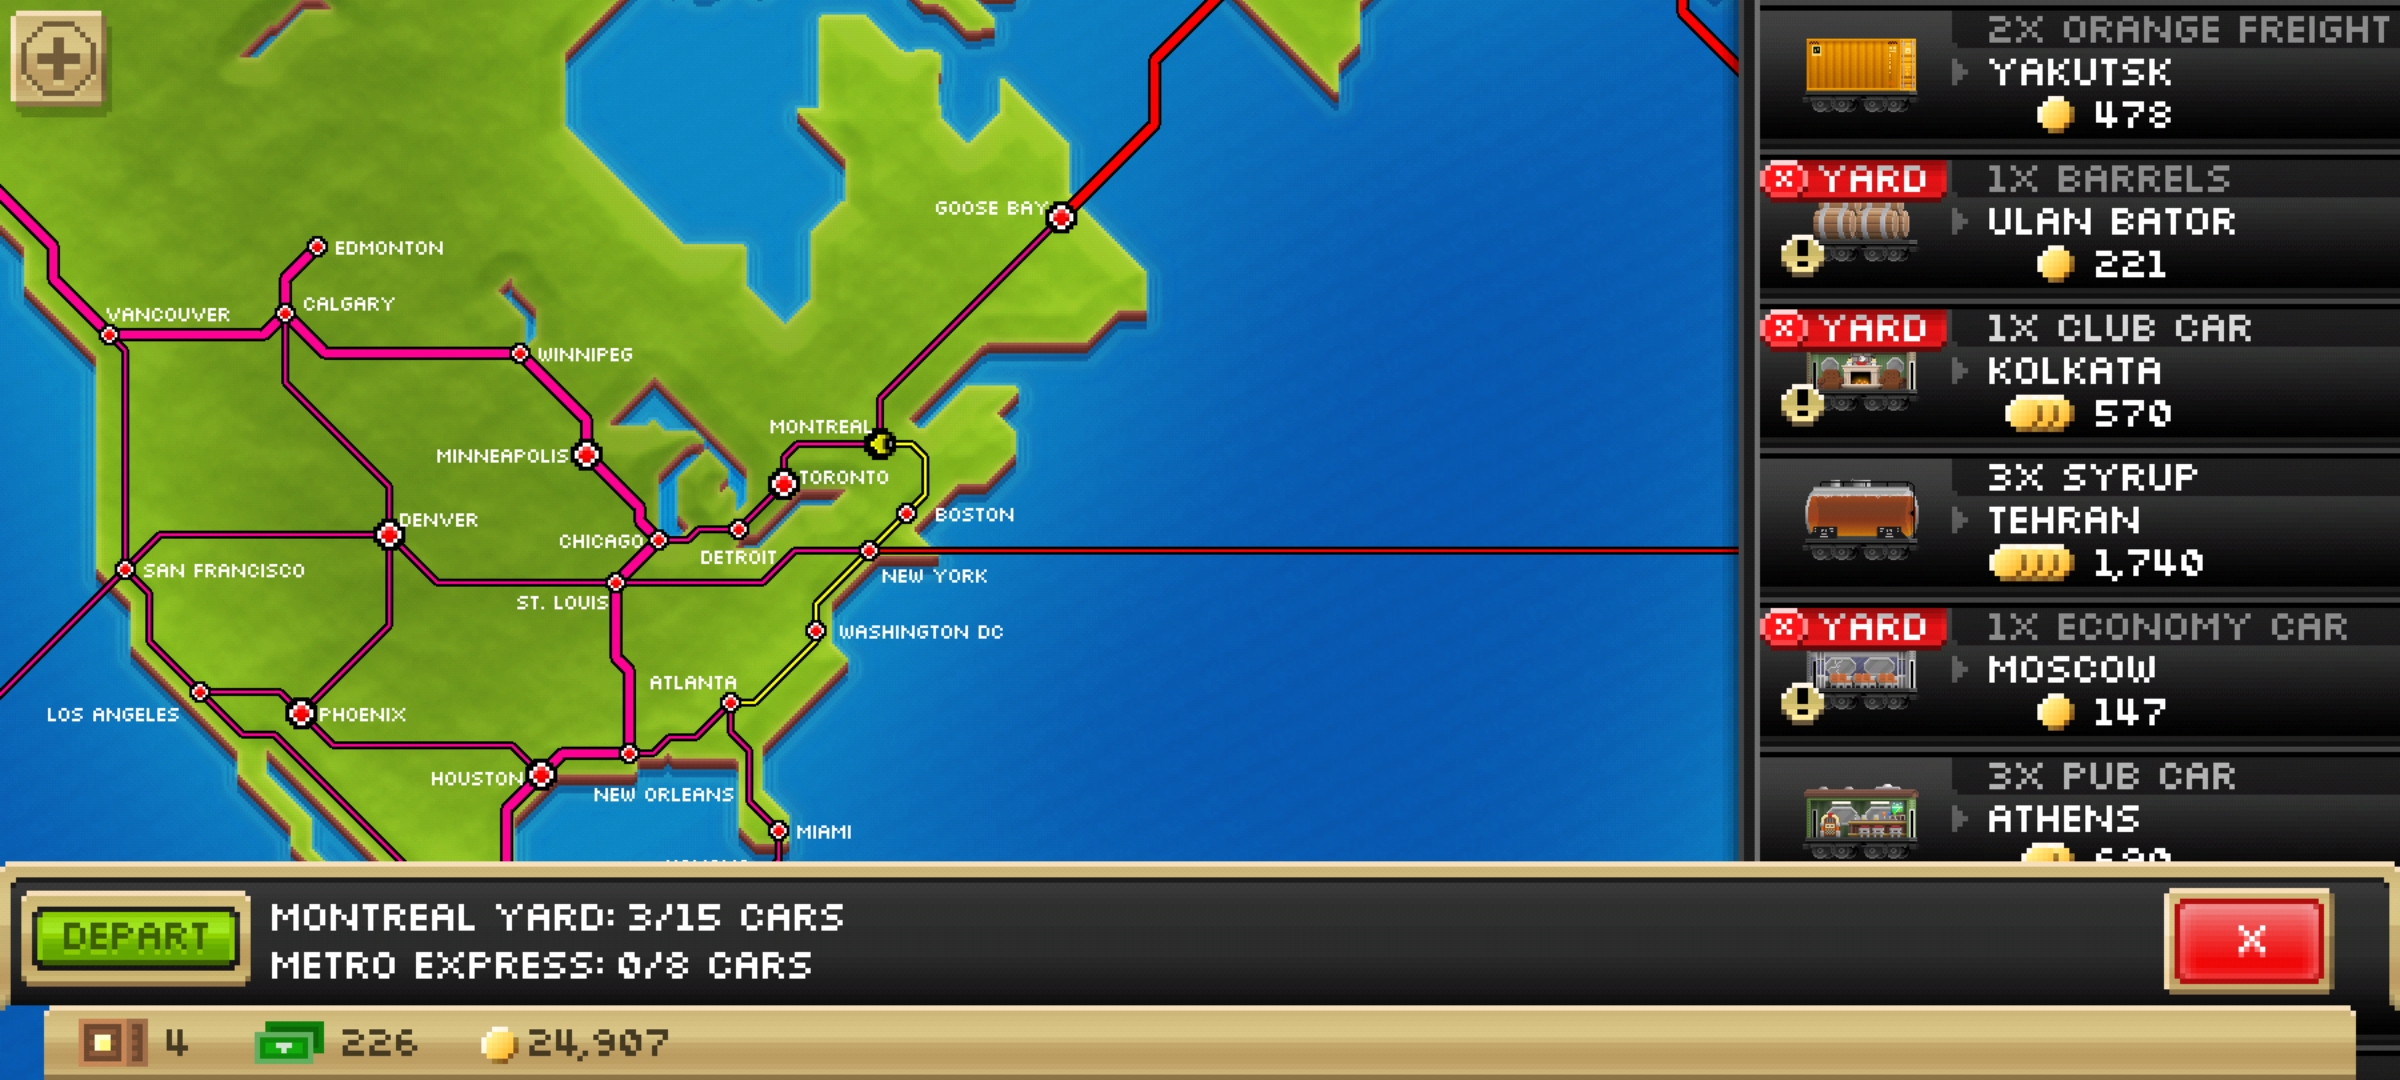 EDMONTON
GOOSE BAY
VANCOUVER
CALGARY
WINNIPEG
MONTREAL
MINNEAPOLIS
TORONTO
DENVER
BOSTON
CHICAGO
DETROIT
SAN FRANCISCO
NEW YORK
ST. LOUIS
WASHINGTON DC
ATLANTA
LOS ANGELES
PHOENIX
HOUSTON
NEW ORLEANS
MIAMI
2X ORANGE FREIGHT
YAKUTSK
478
X YARD
1X BARRELS
ULAN BATOR
! 221
X YARD
1X CLUB CAR
KOLKATA
! 570
3X SYRUP
TEHRAN
1,740
X YARD
1X ECONOMY CAR
MOSCOW
! 147
3X PUB CAR
ATHENS
DEPART
MONTREAL YARD: 3/15 CARS
METRO EXPRESS: 0/8 CARS
X
4
226
24,907